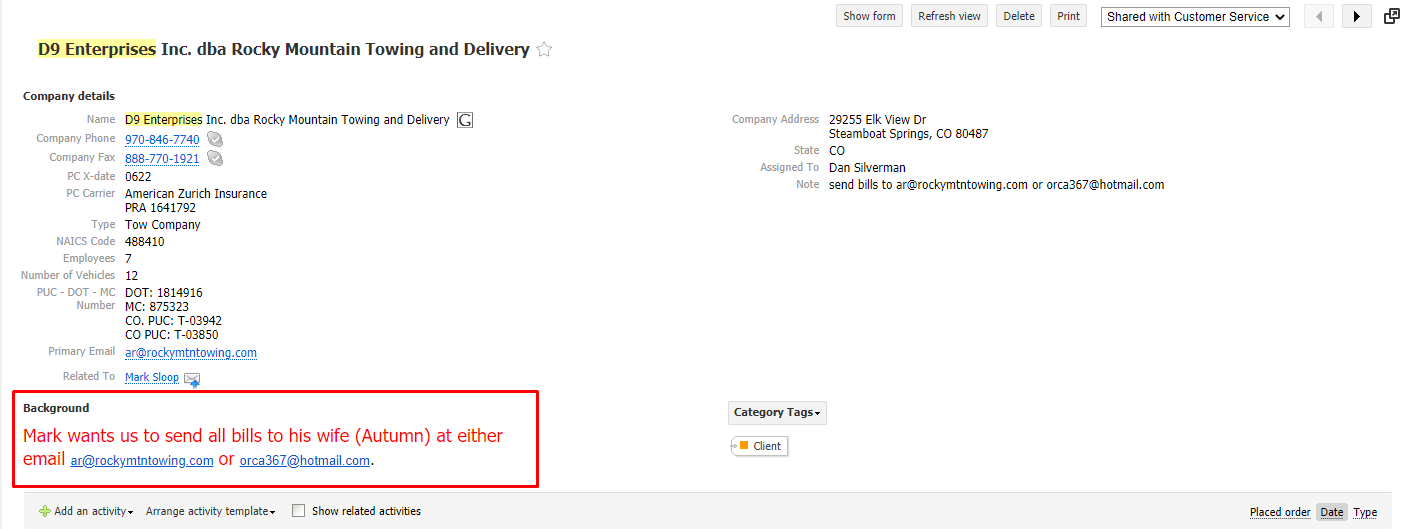 Show form Refresh view Delete Print Shared with Customer Service
D9 Enterprises Inc. dba Rocky Mountain Towing and Delivery
Company details
Name D9 Enterprises Inc. dba Rocky Mountain Towing and Delivery G
Company Phone 970-846-7740
Company Fax 888-770-1921
PC X-date 0622
PC Carrier American Zurich Insurance
PRA 1641792
Type Tow Company
NAICS Code 488410
Employees 7
Number of Vehicles 12
PUC - DOT - MC Number DOT: 1814916
MC: 875323
CO. PUC: T-03942
CO PUC: T-03850
Primary Email ar@rockymtntowing.com
Related To Mark Sloop
Company Address 29255 Elk View Dr
Steamboat Springs, CO 80487
State CO
Assigned To Dan Silverman
Note send bills to ar@rockymtntowing.com or orca367@hotmail.com
Background
Mark wants us to send all bills to his wife (Autumn) at either
email ar@rockymtntowing.com or orca367@hotmail.com.
Category Tags
Client
Add an activity Arrange activity template Show related activities Placed order Date Type